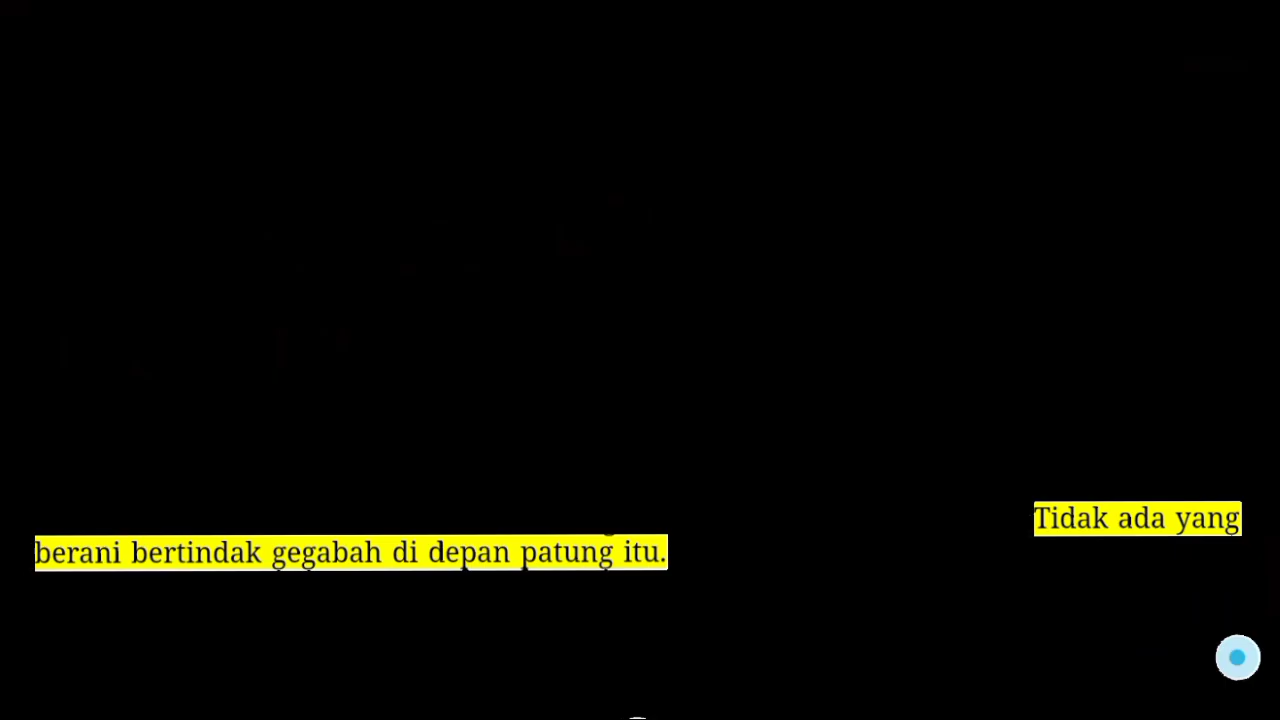 Tidak ada yang
berani bertindak gegabah di depan patung itu.